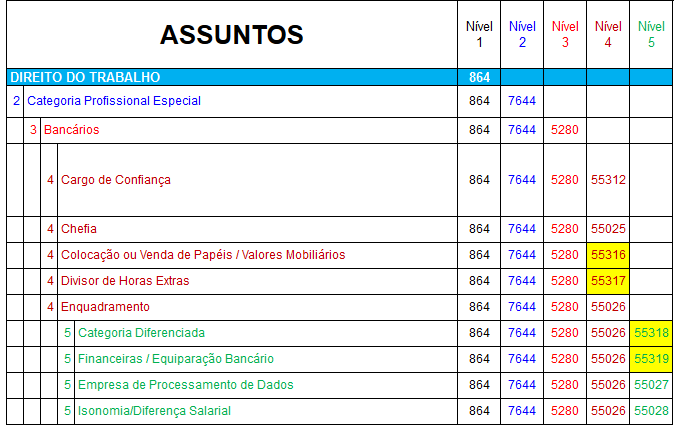 ASSUNTOS Nível 1 Nível 2 Nível 3 Nível 4 Nível 5
DIREITO DO TRABALHO 864
2 Categoria Profissional Especial 864 7644
3 Bancários 864 7644 5280
4 Cargo de Confiança 864 7644 5280 55312
4 Chefia 864 7644 5280 55025
4 Colocação ou Venda de Papéis / Valores Mobiliários 864 7644 5280 55316
4 Divisor de Horas Extras 864 7644 5280 55317
4 Enquadramento 864 7644 5280 55026
5 Categoria Diferenciada 864 7644 5280 55026 55318
5 Financeiras / Equiparação Bancário 864 7644 5280 55026 55319
5 Empresa de Processamento de Dados 864 7644 5280 55026 55027
5 Isonomia/Diferença Salarial 864 7644 5280 55026 55028